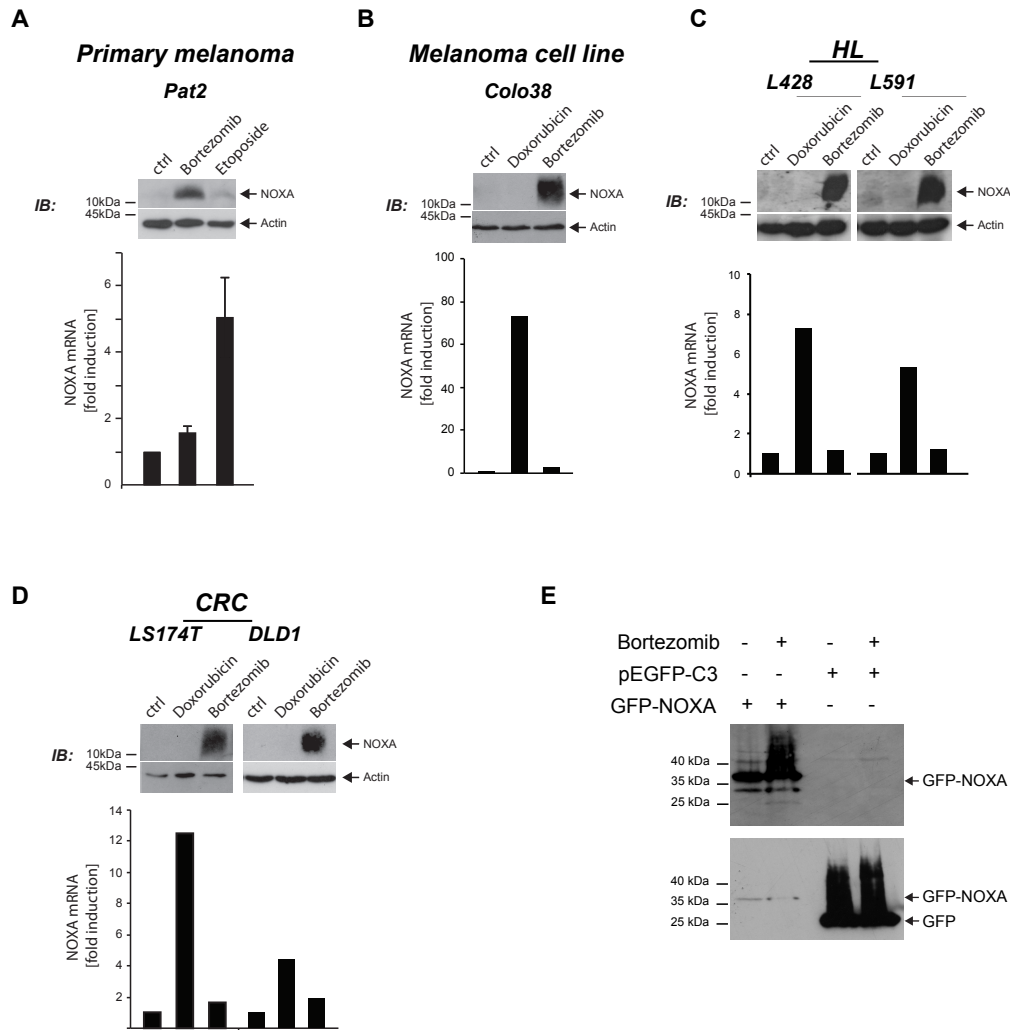 A
Primary melanoma
Pat2
ctrl
Bortezomib
Etoposide
IB:
NOXA
10kDa
45kDa
Actin
NOXA mRNA
[fold induction]
6
4
2
0
B
Melanoma cell line
Colo38
ctrl
Doxorubicin
Bortezomib
IB:
NOXA
10kDa
45kDa
Actin
NOXA mRNA
[fold induction]
100
80
60
40
20
0
C
HL
L428 L591
ctrl
Doxorubicin
Bortezomib
ctrl
Doxorubicin
Bortezomib
IB:
NOXA
10kDa
45kDa
Actin
NOXA mRNA
[fold induction]
10
8
6
4
2
0
D
CRC
LS174T DLD1
ctrl
Doxorubicin
Bortezomib
ctrl
Doxorubicin
Bortezomib
IB:
NOXA
10kDa
45kDa
Actin
NOXA mRNA
[fold induction]
14
12
10
8
6
4
2
E
Bortezomib - + - +
pEGFP-C3 - - + +
GFP-NOXA + + - -
40 kDa
35 kDa
25 kDa
GFP-NOXA
40 kDa
35 kDa
25 kDa
GFP-NOXA
GFP